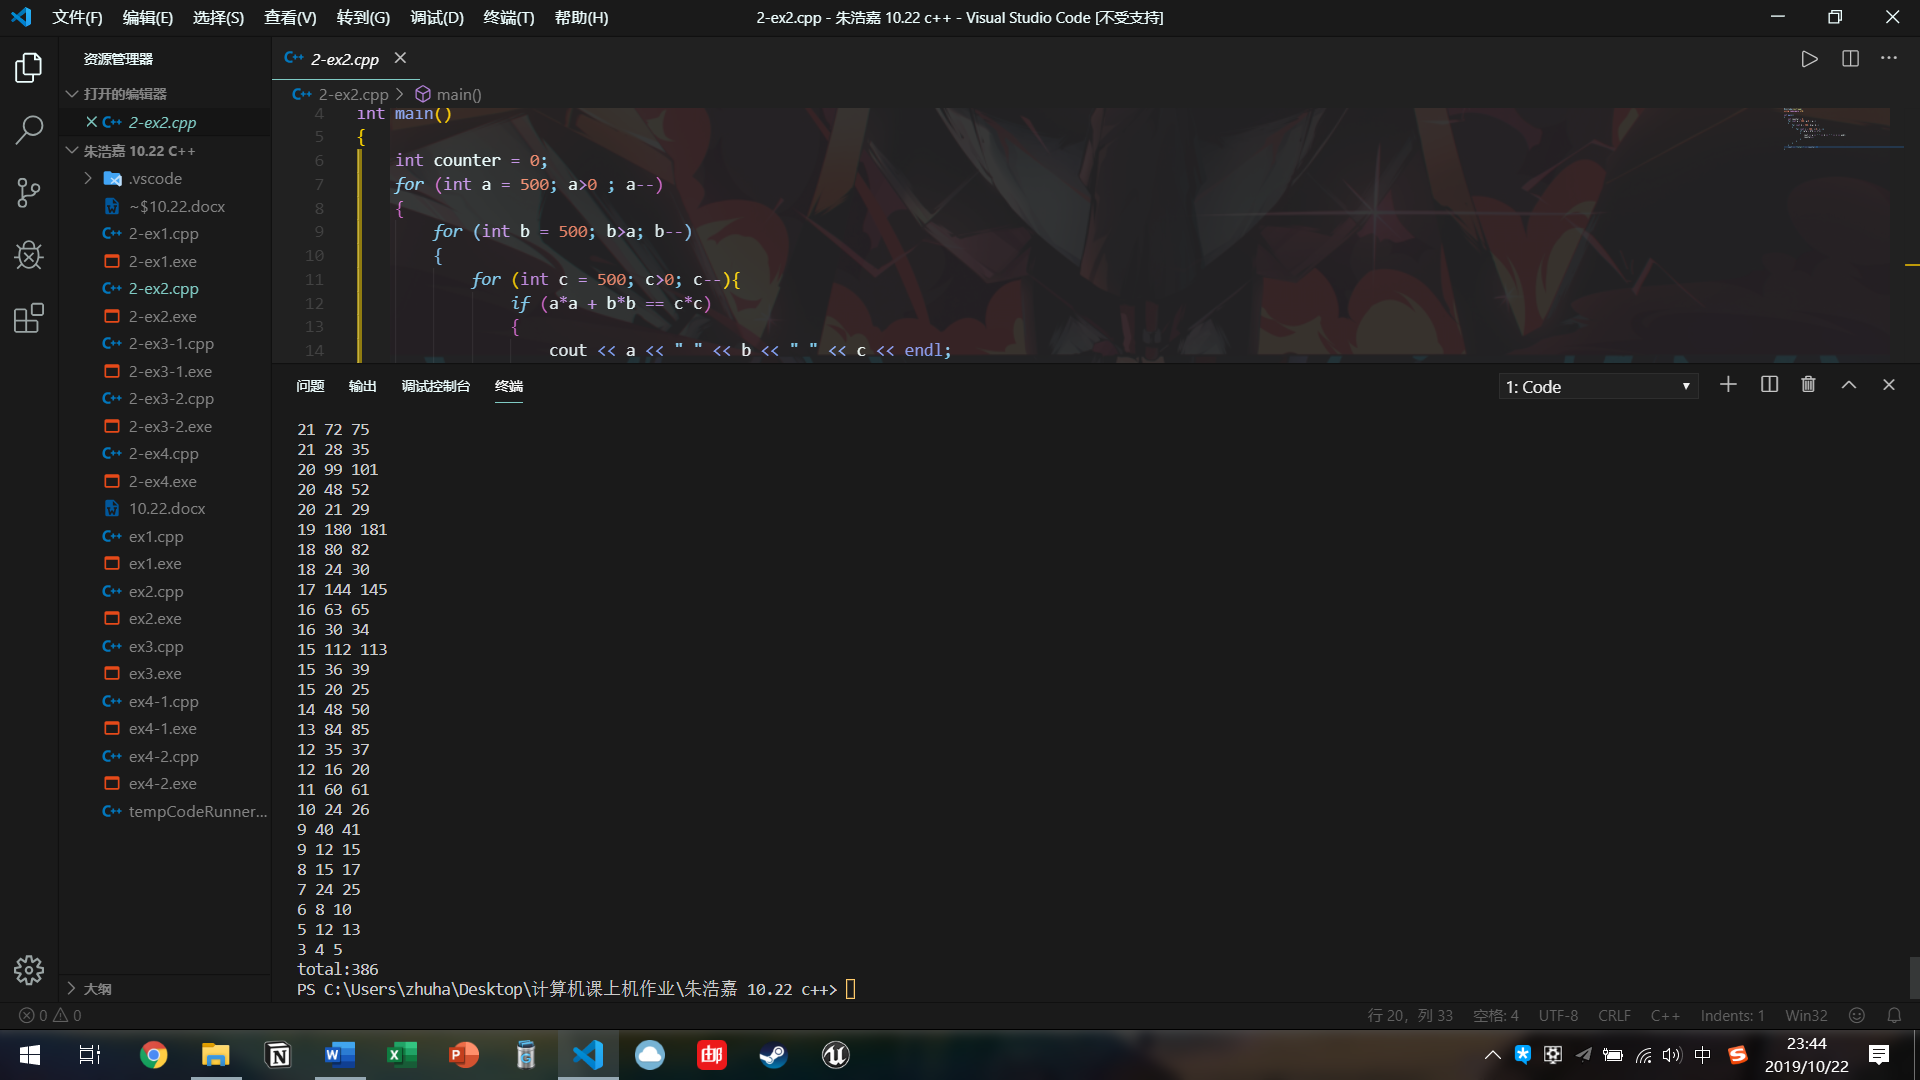 文件(F) 编辑(E) 选择(S) 查看(V) 转到(G) 调试(D) 终端(T) 帮助(H)
2-ex2.cpp - 朱浩嘉 10.22 c++ - Visual Studio Code [不受支持]
资源管理器
打开的编辑器
2-ex2.cpp
朱浩嘉 10.22 C++
.vscode
~$10.22.docx
2-ex1.cpp
2-ex1.exe
2-ex2.cpp
2-ex2.exe
2-ex3-1.cpp
2-ex3-1.exe
2-ex3-2.cpp
2-ex3-2.exe
2-ex4.cpp
2-ex4.exe
10.22.docx
ex1.cpp
ex1.exe
ex2.cpp
ex2.exe
ex3.cpp
ex3.exe
ex4-1.cpp
ex4-1.exe
ex4-2.cpp
ex4-2.exe
tempCodeRunner...
大纲
2-ex2.cpp
2-ex2.cpp > main()
4 int main()
5 {
6 int counter = 0;
7 for (int a = 500; a>0 ; a--)
8 {
9 for (int b = 500; b>a; b--)
10 {
11 for (int c = 500; c>0; c--){
12 if (a*a + b*b == c*c)
13 {
14 cout << a << " " << b << " " << c << endl;
问题 输出 调试控制台 终端
1: Code
21 72 75
21 28 35
20 99 101
20 48 52
20 21 29
19 180 181
18 80 82
18 24 30
17 144 145
16 63 65
16 30 34
15 112 113
15 36 39
15 20 25
14 48 50
13 84 85
12 35 37
12 16 20
11 60 61
10 24 26
9 40 41
9 12 15
8 15 17
7 24 25
6 8 10
5 12 13
3 4 5
total:386
PS C:\Users\zhuha\Desktop\计算机课上机作业\朱浩嘉 10.22 c++>
0 0
行 20，列 33 空格: 4 UTF-8 CRLF C++ Indents: 1 Win32
中
23:44
2019/10/22